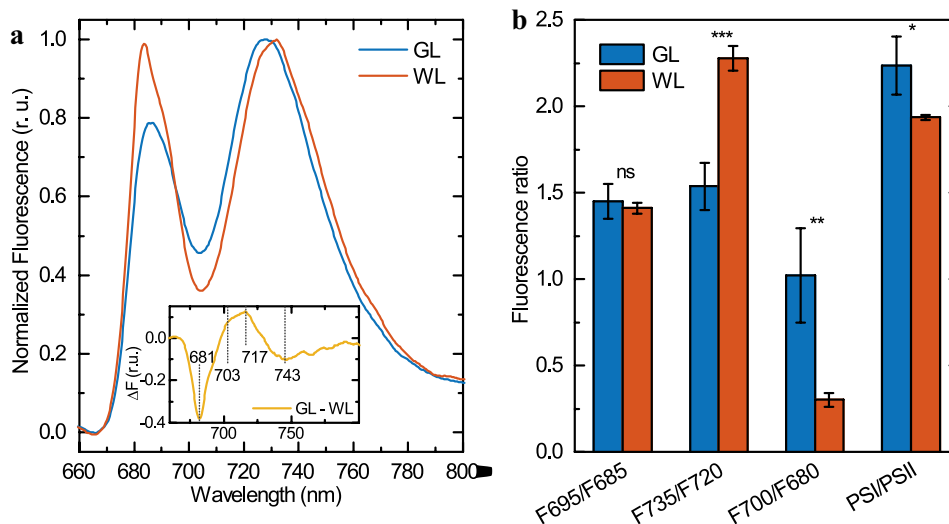 a
Normalized Fluorescence (r. u.)
1.0
0.8
0.6
0.4
0.2
0.0
GL
WL
ΔF (r.u.)
0.0
-0.2
-0.4
681
703
717
743
GL - WL
700
750
660 680 700 720 740 760 780 800
Wavelength (nm)
b
Fluorescence ratio
2.5
2.0
1.5
1.0
0.5
0.0
GL
WL
ns
***
**
*
F695/F685
F735/F720
F700/F680
PSI/PSII